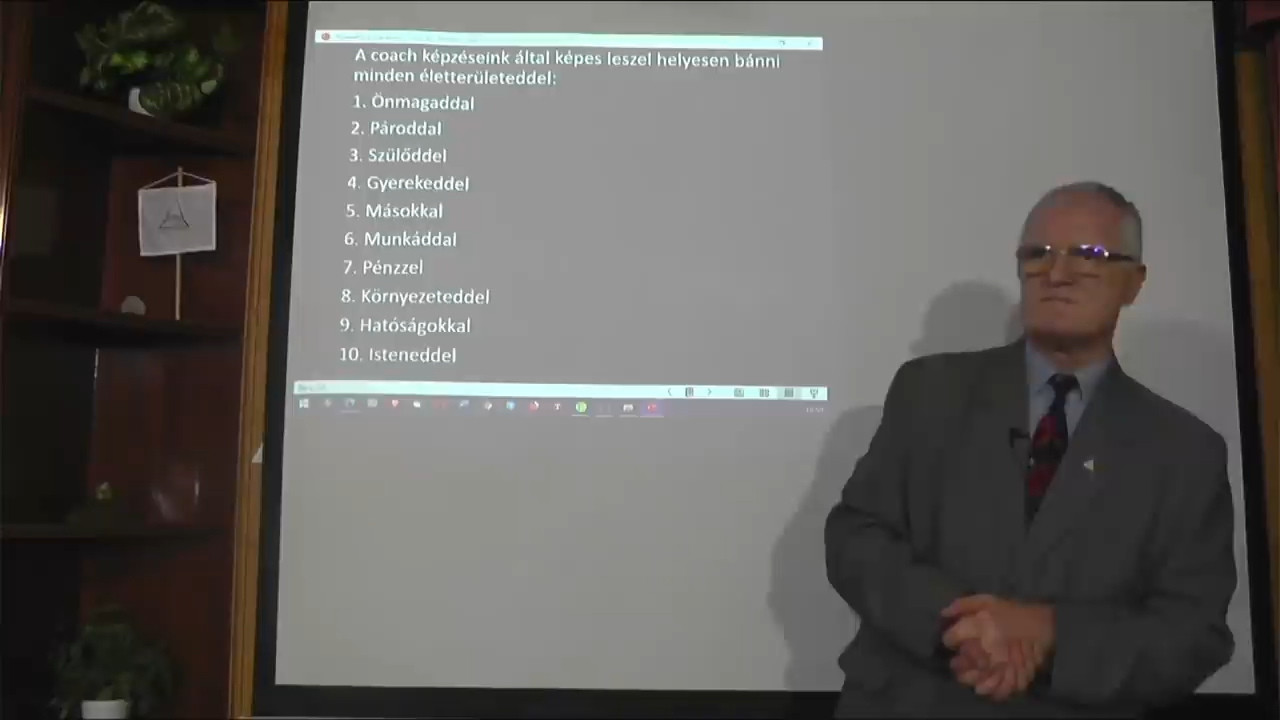 A coach képzéseink által képes leszel helyesen bánni
minden életterületeddel:
1. Önmagaddal
2. Pároddal
3. Szülőddel
4. Gyerekeddel
5. Másokkal
6. Munkáddal
7. Pénzzel
8. Környezeteddel
9. Hatóságokkal
10. Isteneddel